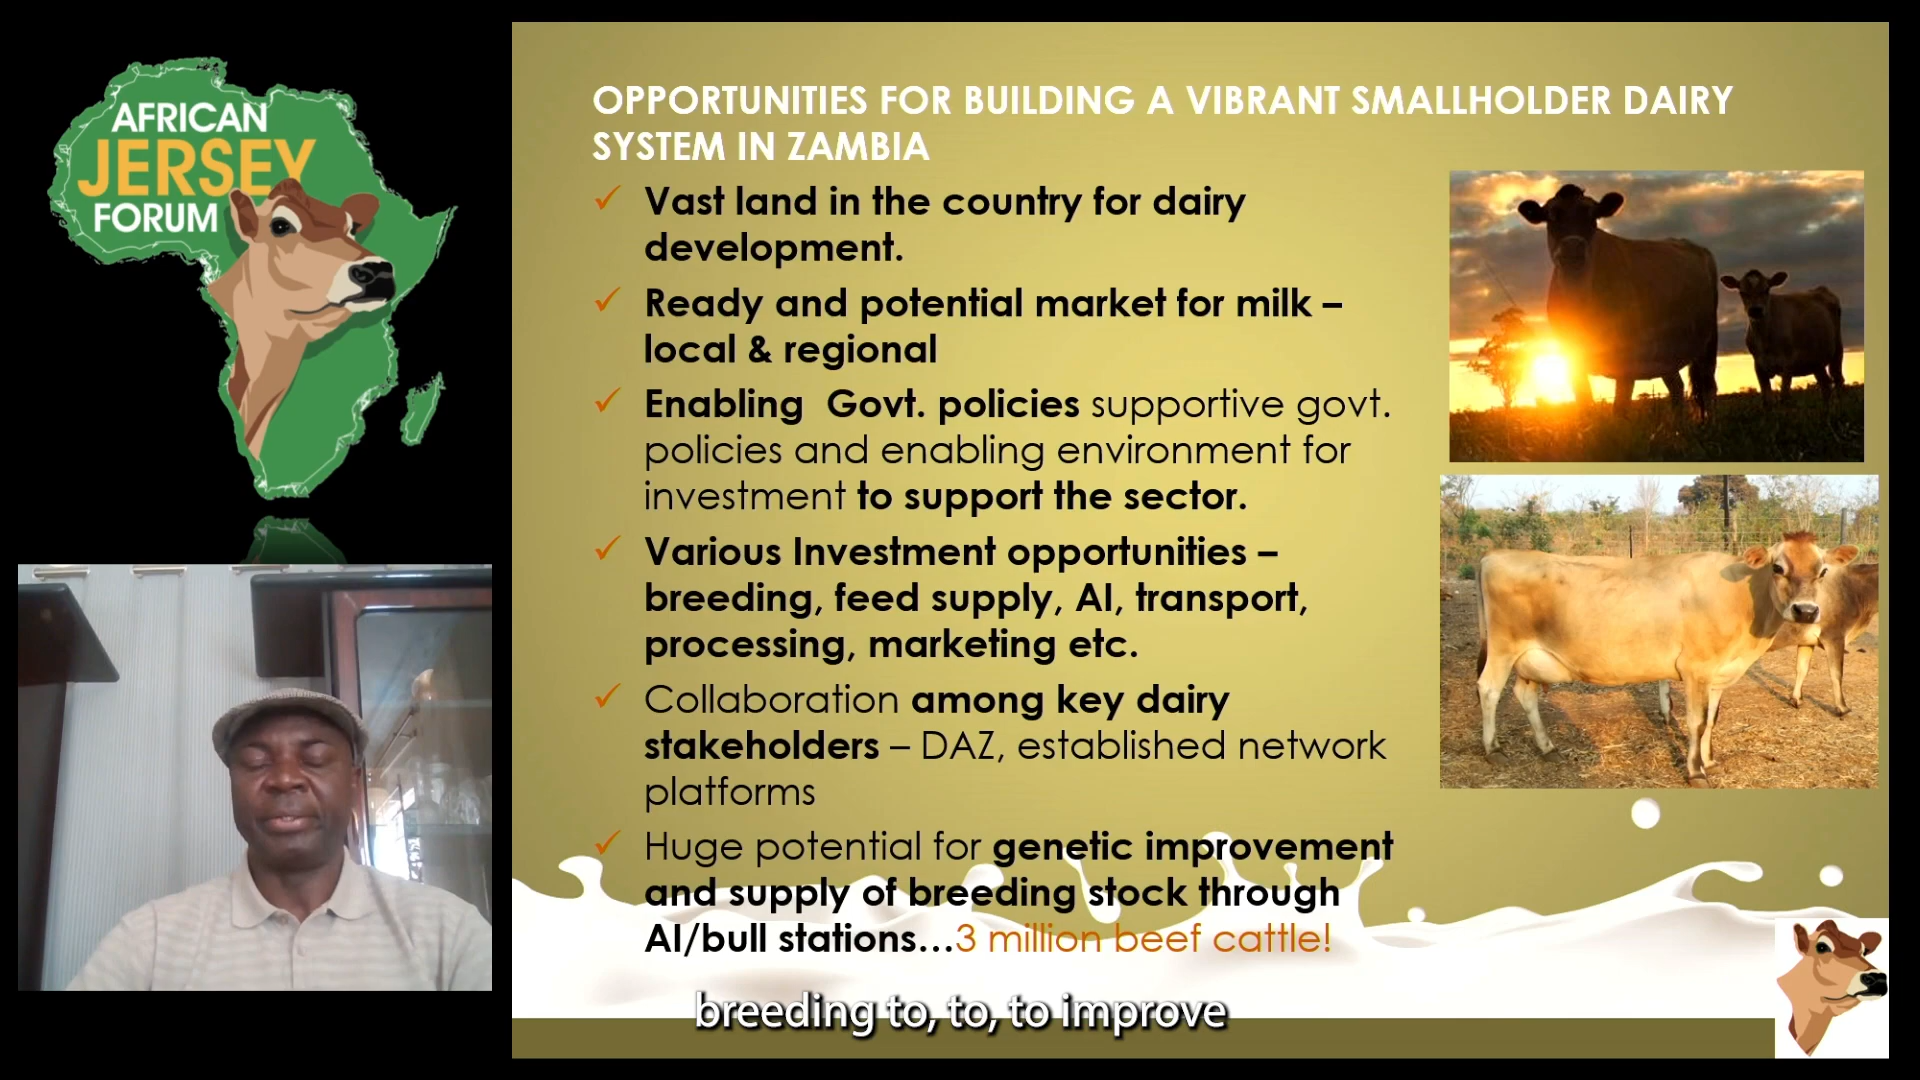 AFRICAN
JERSEY
FORUM
OPPORTUNITIES FOR BUILDING A VIBRANT SMALLHOLDER DAIRY
SYSTEM IN ZAMBIA
✓ Vast land in the country for dairy
development.
✓ Ready and potential market for milk –
local & regional
✓ Enabling  Govt. policies supportive govt.
policies and enabling environment for
investment to support the sector.
✓ Various Investment opportunities –
breeding, feed supply, AI, transport,
processing, marketing etc.
✓ Collaboration among key dairy
stakeholders – DAZ, established network
platforms
✓ Huge potential for genetic improvement
and supply of breeding stock through
AI/bull stations…3 million beef cattle!
breeding to, to, to improve